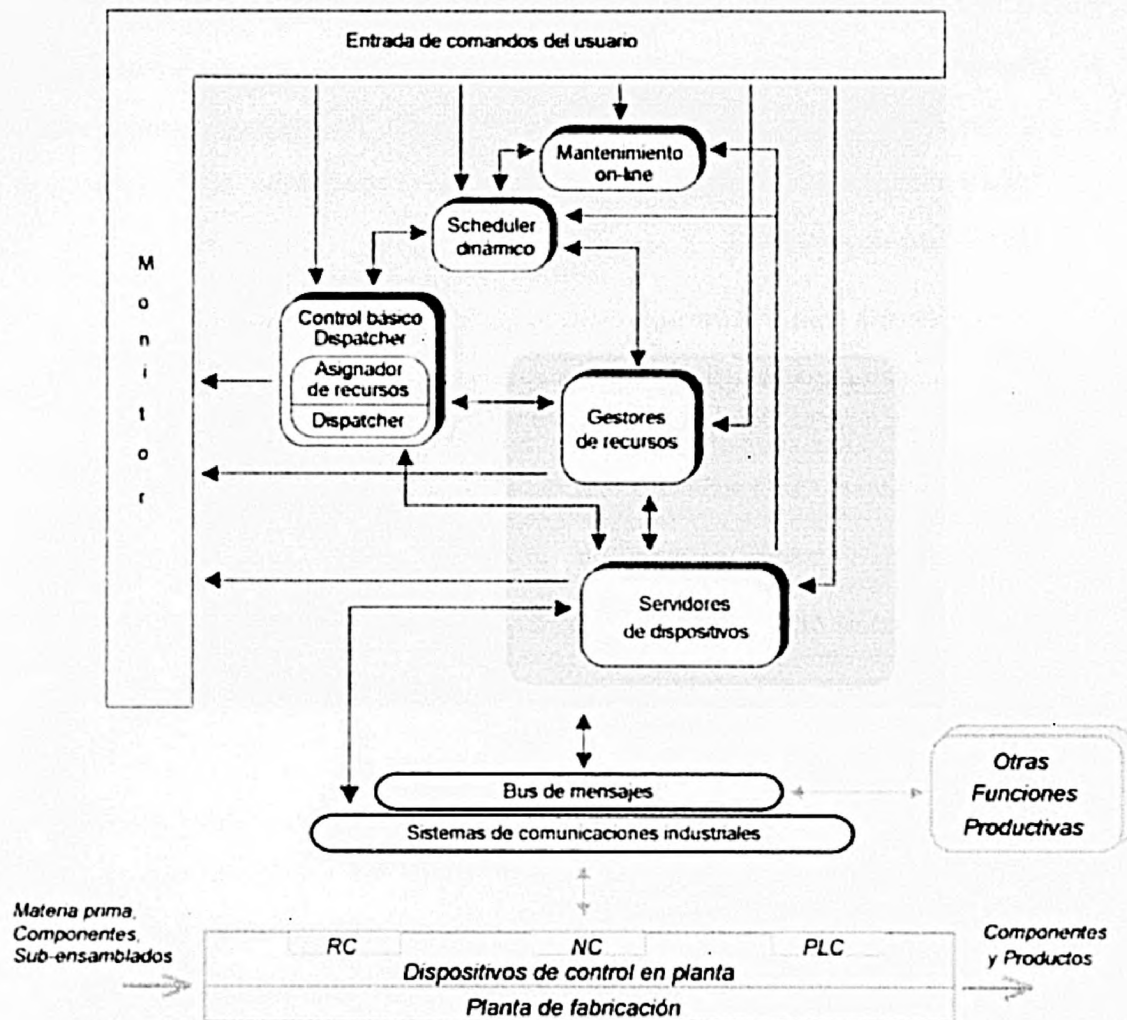 Entrada de comandos del usuario
Mantenimiento
on-line
Scheduler
dinámico
Monitor
Control básico
Dispatcher
Asignador
de recursos
Dispatcher
Gestores
de recursos
Servidores
de dispositivos
Bus de mensajes
Sistemas de comunicaciones industriales
Otras
Funciones
Productivas
Materia prima,
Componentes,
Sub-ensamblados
RC
NC
PLC
Dispositivos de control en planta
Planta de fabricación
Componentes
y Productos